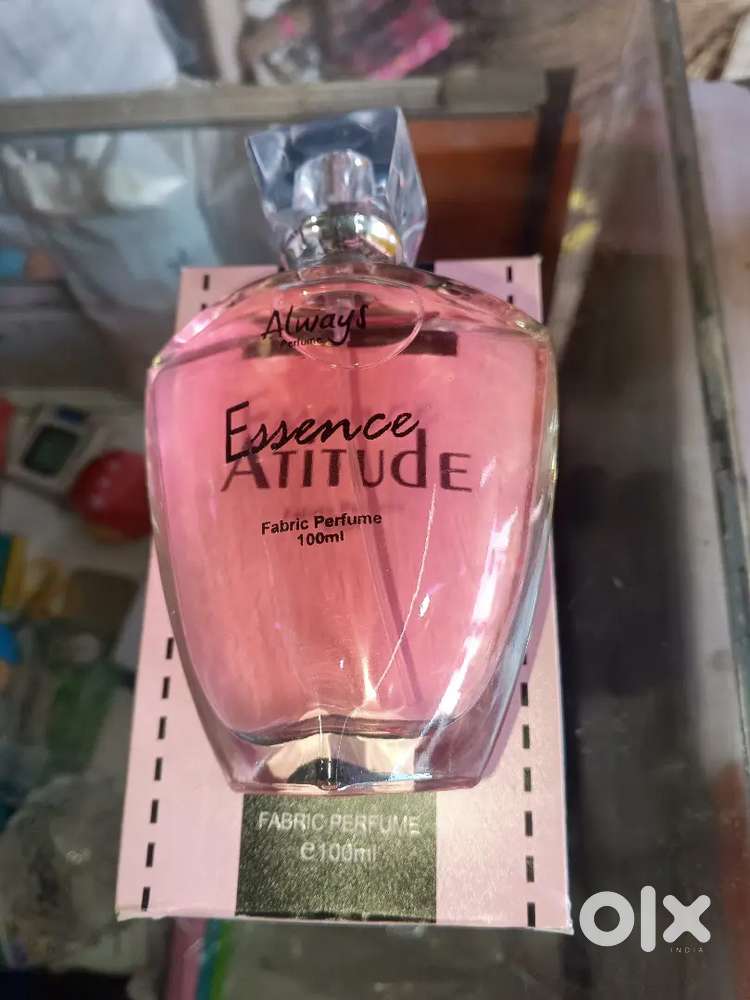 Always
Perfume
Essence
ATITUdE
Fabric Perfume
100ml
FABRIC PERFUME
e100ml
olx
INDIA